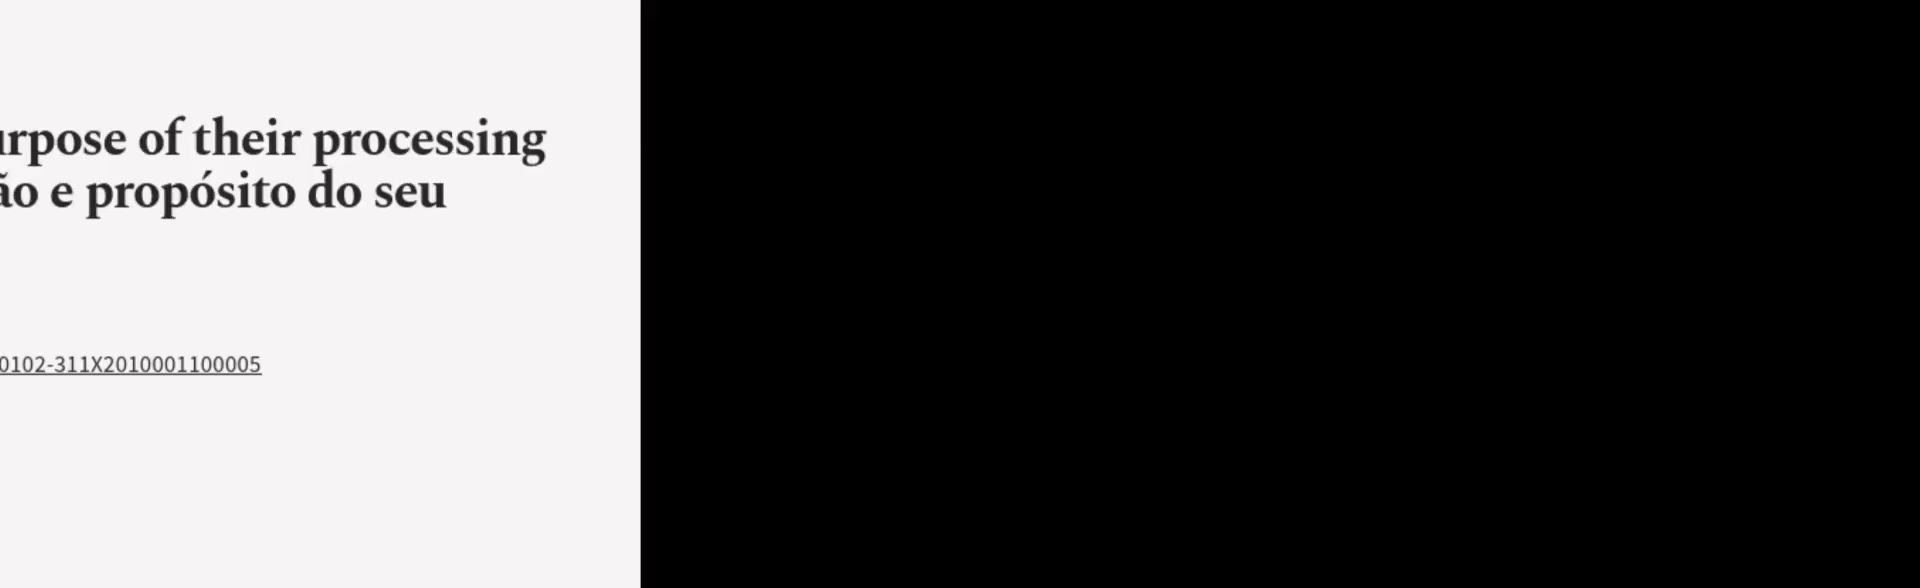 urpose of their processing
ão e propósito do seu
0102-311X2010001100005